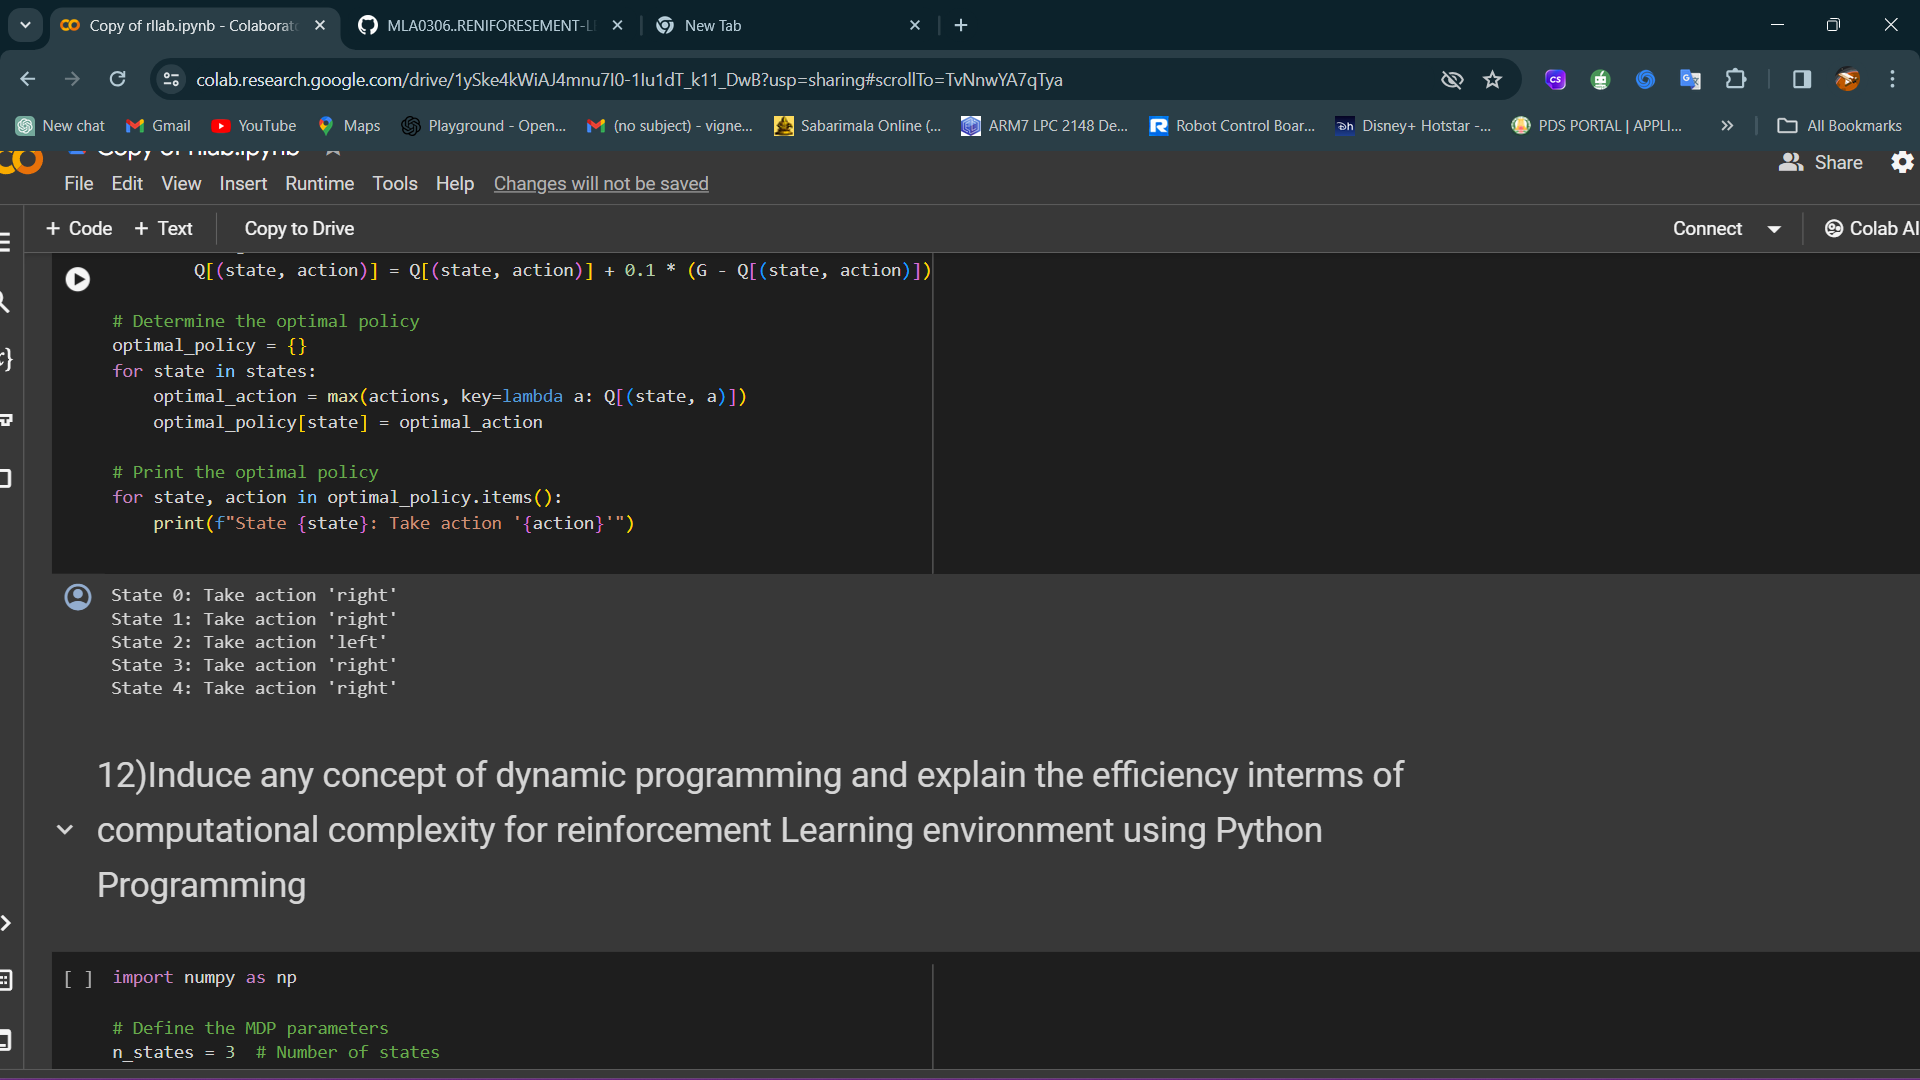 Copy of rllab.ipynb - Colaborat
MLA0306..RENIFORESEMENT-L
New Tab
colab.research.google.com/drive/1ySke4kWiAJ4mnu7I0-1Iu1dT_k11_DwB?usp=sharing#scrollTo=TvNnwYA7qTya
New chat
Gmail
YouTube
Maps
Playground - Open...
(no subject) - vigne...
Sabarimala Online (...
ARM7 LPC 2148 De...
Robot Control Boar...
Disney+ Hotstar -...
PDS PORTAL | APPLI...
All Bookmarks
Copy of rllab.ipynb
File Edit View Insert Runtime Tools Help Changes will not be saved
Share
+ Code + Text Copy to Drive
Connect
Colab AI
Q[(state, action)] = Q[(state, action)] + 0.1 * (G - Q[(state, action)])
# Determine the optimal policy
optimal_policy = {}
for state in states:
optimal_action = max(actions, key=lambda a: Q[(state, a)])
optimal_policy[state] = optimal_action
# Print the optimal policy
for state, action in optimal_policy.items():
print(f"State {state}: Take action '{action}'")
State 0: Take action 'right'
State 1: Take action 'right'
State 2: Take action 'left'
State 3: Take action 'right'
State 4: Take action 'right'
12)Induce any concept of dynamic programming and explain the efficiency interms of
computational complexity for reinforcement Learning environment using Python
Programming
[ ] import numpy as np
# Define the MDP parameters
n_states = 3 # Number of states